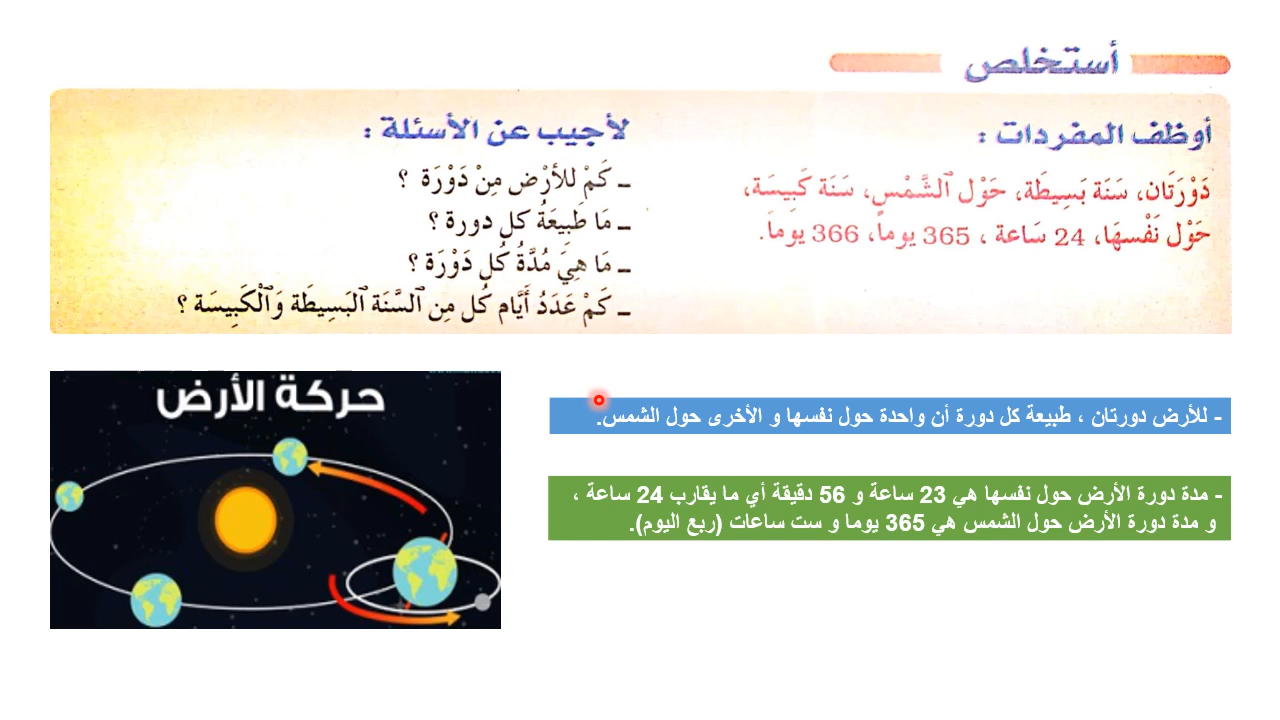 أستخلص
أوظف المفردات :
دَوْرَتَان، سَنَة بَسِيطَة، حَوْل ٱلشَّمْسِ، سَنَة كَبِيسَة،
حَوْل نَفْسهَا، 24 سَاعة ، 365 يوماً، 366 يوماً.
لأجيب عن الأسئلة :
ـ كَمْ لِلأرْض مِنْ دَوْرَة ؟
ـ مَا طَبِيعَةُ كل دورة ؟
ـ مَا هِيَ مُدَّةُ كُل دَوْرَة ؟
ـ كَمْ عَدَدُ أَيَّام كُل مِن ٱلسَّنَة ٱلبَسِيطَة وَٱلْكَبِيسَة ؟
حركة الأرض
- للأرض دورتان ، طبيعة كل دورة أن واحدة حول نفسها و الأخرى حول الشمس.
- مدة دورة الأرض حول نفسها هي 23 ساعة و 56 دقيقة أي ما يقارب 24 ساعة ،
و مدة دورة الأرض حول الشمس هي 365 يوما و ست ساعات (ربع اليوم).